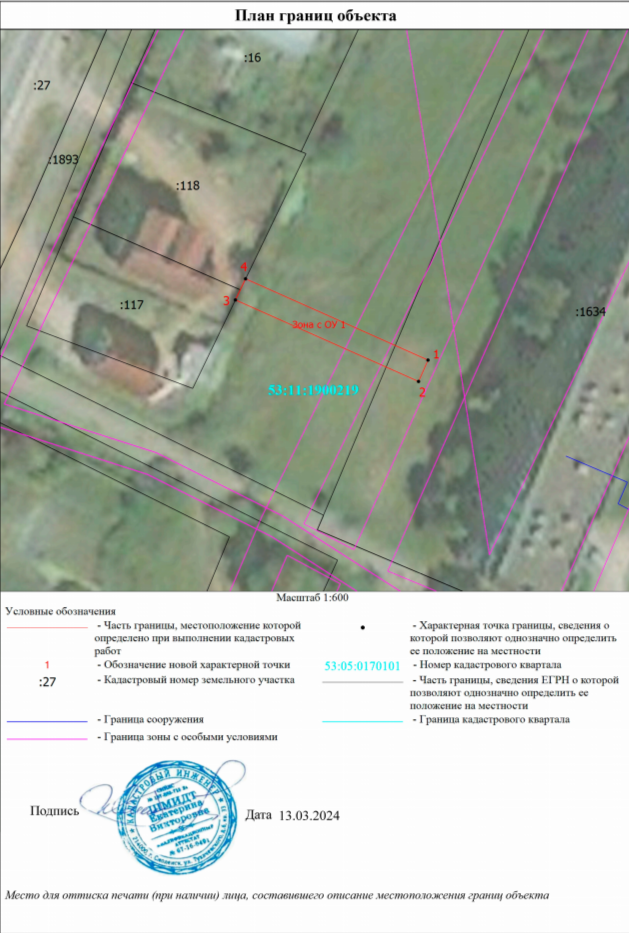 План границ объекта
:16
:27
:1893
:118
4
3
:117
Зона с ОУ 1
:1634
1
2
53:11:1900219
Масштаб 1:600
Условные обозначения
- Часть границы, местоположение которой
определено при выполнении кадастровых
работ
1 - Обозначение новой характерной точки
:27 - Кадастровый номер земельного участка
- Граница сооружения
- Граница зоны с особыми условиями
- Характерная точка границы, сведения о
которой позволяют однозначно определить
ее положение на местности
53:05:0170101 - Номер кадастрового квартала
- Часть границы, сведения ЕГРН о которой
позволяют однозначно определить ее
положение на местности
- Граница кадастрового квартала
КАДАСТРОВЫЙ ИНЖЕНЕР
ШМИДТ
Екатерина
Викторовна
Подпись
Дата 13.03.2024
Место для оттиска печати (при наличии) лица, составившего описание местоположения границ объекта